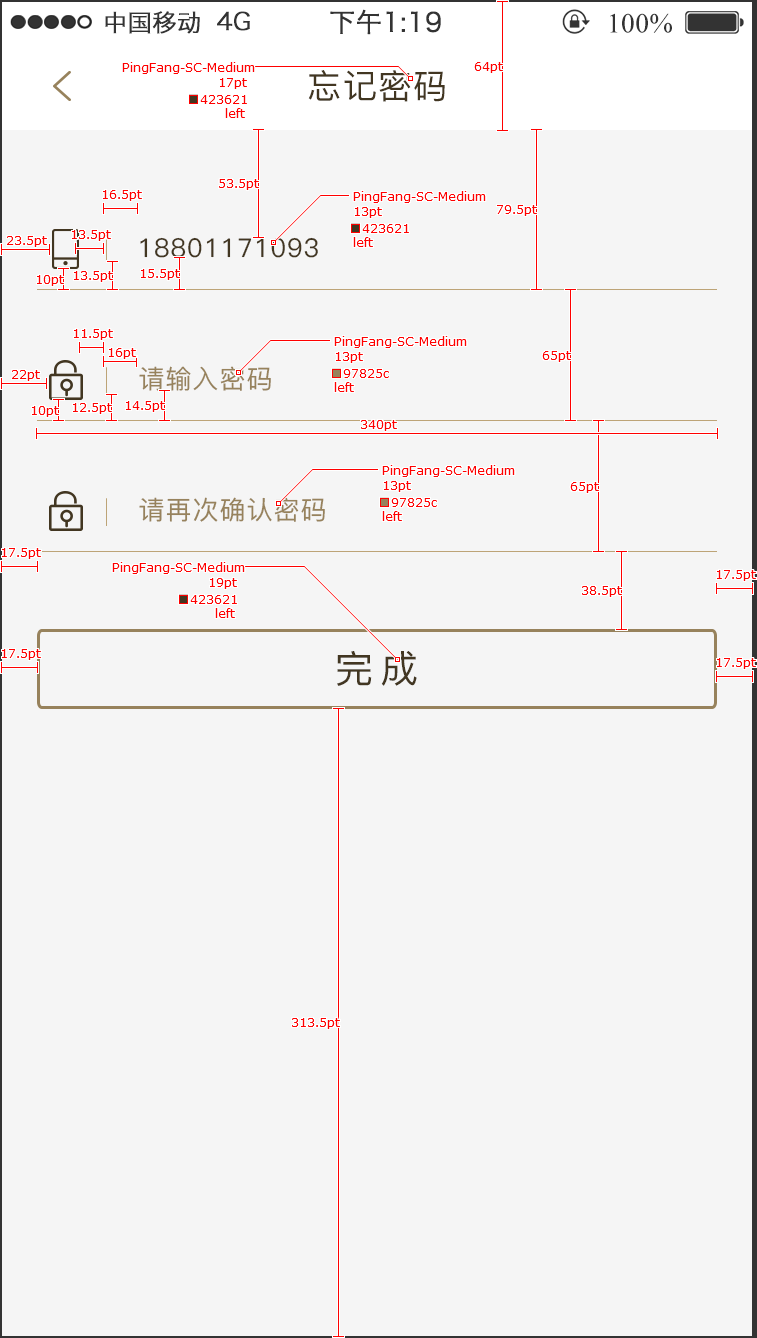 中国移动 4G 下午1:19 100%
64pt
PingFang-SC-Medium
17pt
423621
left
忘记密码
53.5pt
16.5pt
PingFang-SC-Medium
13pt
423621
left
79.5pt
23.5pt
13.5pt
18801171093
10pt
13.5pt
15.5pt
11.5pt
16pt
PingFang-SC-Medium
13pt
97825c
left
65pt
22pt
请输入密码
10pt
12.5pt
14.5pt
340pt
PingFang-SC-Medium
13pt
97825c
left
65pt
请再次确认密码
17.5pt
PingFang-SC-Medium
19pt
423621
left
38.5pt
17.5pt
17.5pt
完成
17.5pt
313.5pt